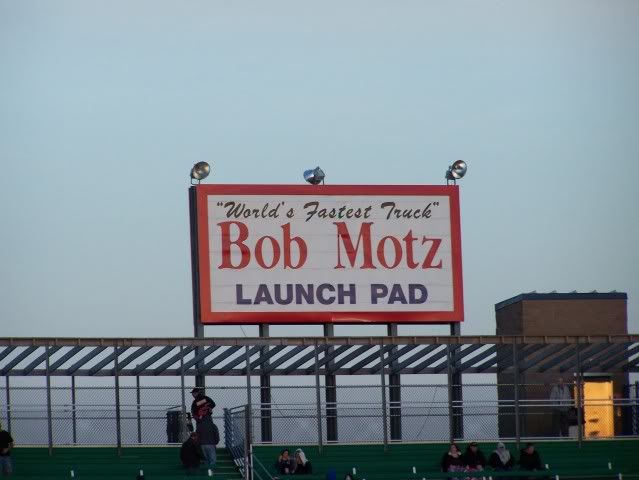 "World's Fastest Truck"
Bob Motz
LAUNCH PAD